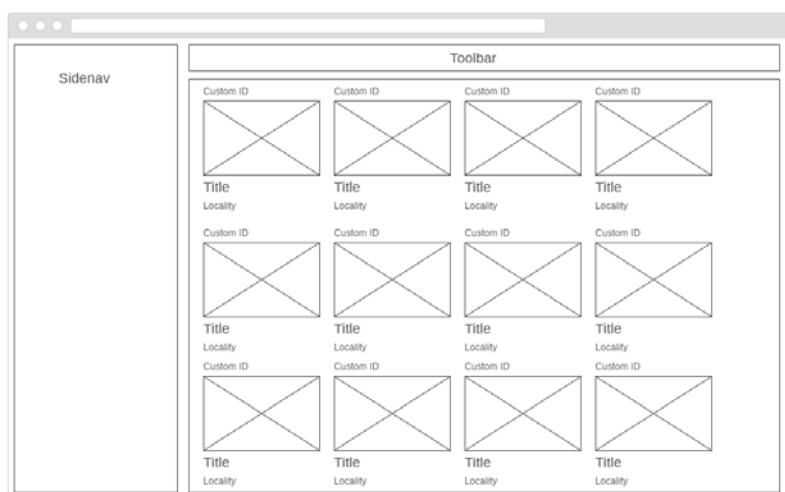 Toolbar
Sidenav
Custom ID Custom ID Custom ID Custom ID
Title Title Title Title
Locality Locality Locality Locality
Custom ID Custom ID Custom ID Custom ID
Title Title Title Title
Locality Locality Locality Locality
Custom ID Custom ID Custom ID Custom ID
Title Title Title Title
Locality Locality Locality Locality